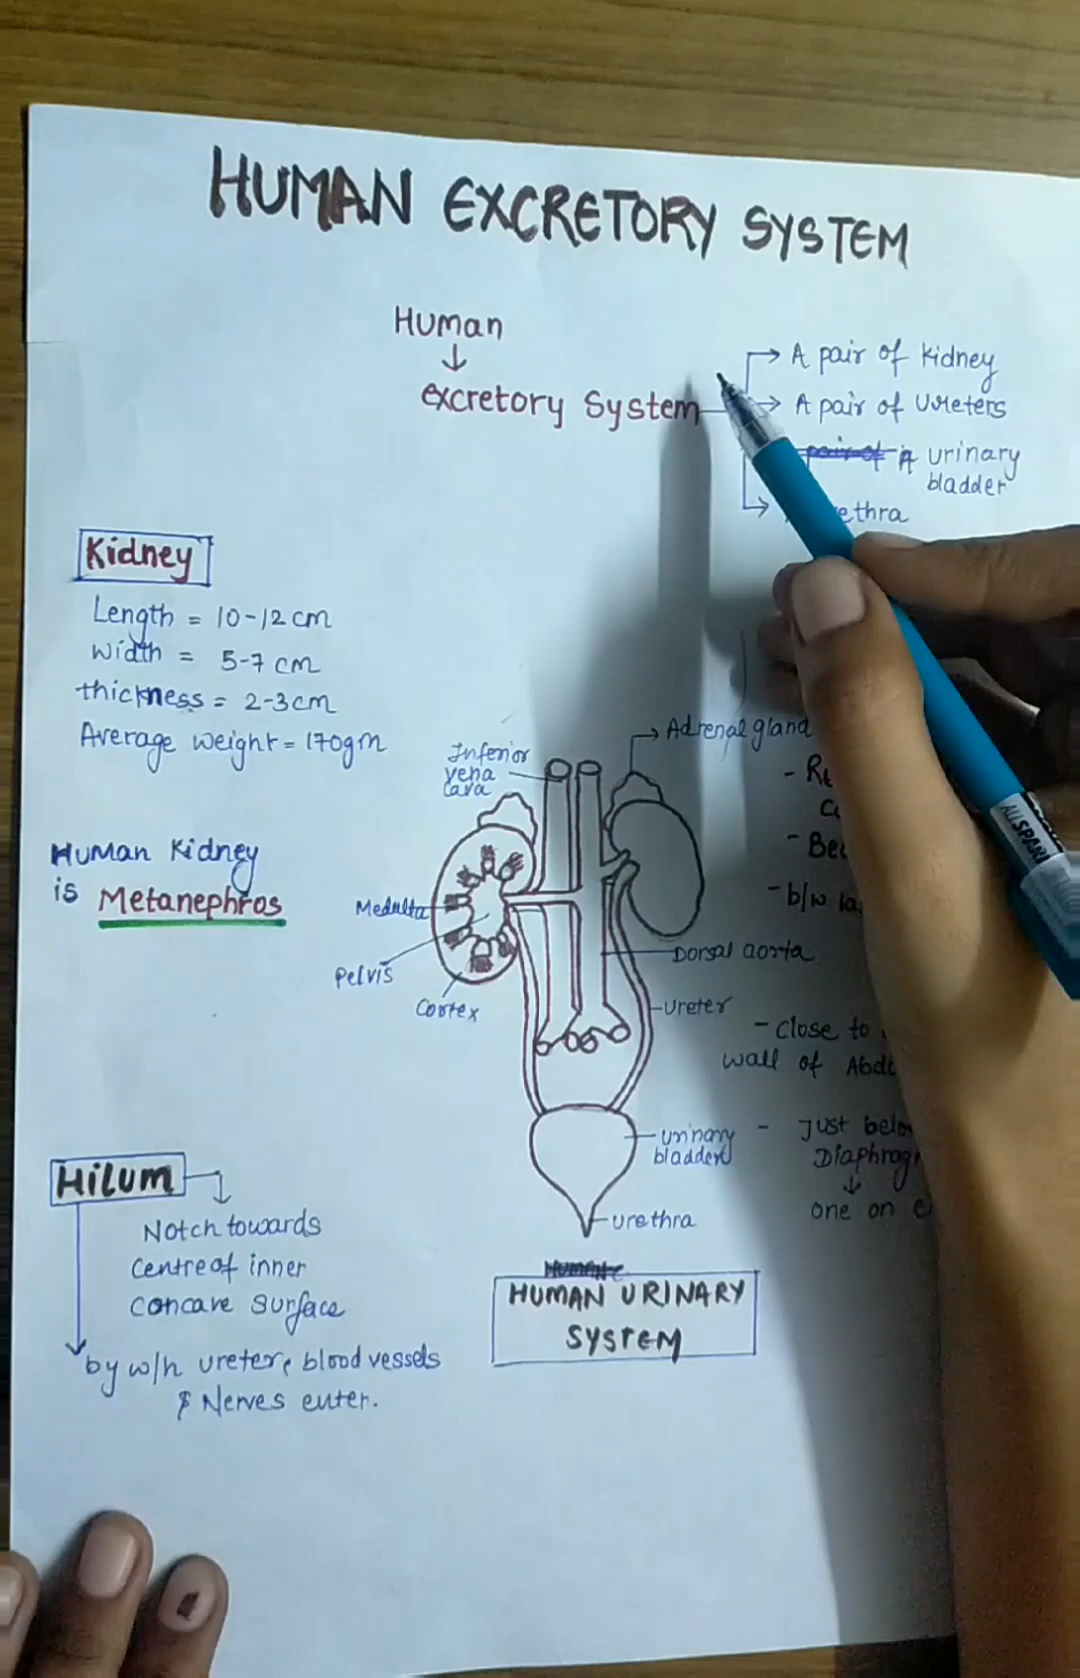 HUMAN EXCRETORY SYSTEM
Human
↓
excretory System
→ A pair of kidney
→ A pair of Ureters
pair of A urinary
bladder
ethra
Kidney
Length = 10-12 cm
width = 5-7 cm
thickness = 2-3cm
Average weight = 170gm
Human Kidney
is Metanephros
Inferior
vena
cava
Adrenal gland
Medulla
Pelvis
Cortex
Dorsal aorta
ureter
urinary
bladder
urethra
- b/w
- close to
wall of
- Just
↓
one on
Hilum
Notch towards
Centre of inner
Concave surface
by w/h ureter, blood vessels
& Nerves enter.
Human
HUMAN URINARY
SYSTEM